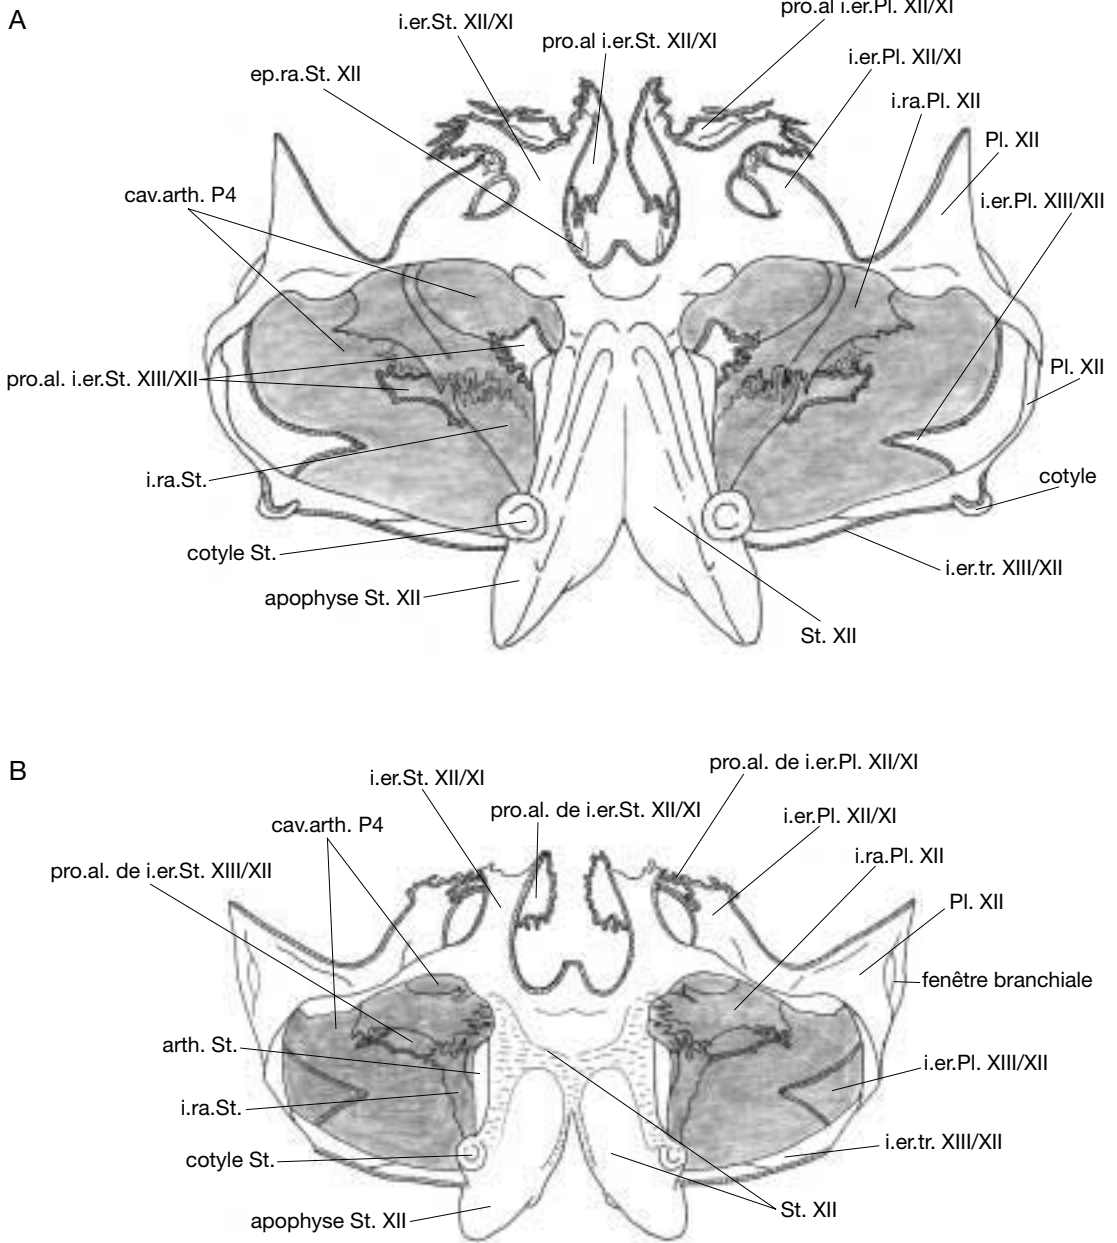 A
pro.al i.er.Pl. XII/XI
i.er.St. XII/XI
pro.al i.er.St. XII/XI
i.er.Pl. XII/XI
ep.ra.St. XII
i.ra.Pl. XII
Pl. XII
cav.arth. P4
i.er.Pl. XIII/XII
pro.al. i.er.St. XIII/XII
Pl. XII
i.ra.St.
cotyle
cotyle St.
i.er.tr. XIII/XII
apophyse St. XII
St. XII
B
pro.al. de i.er.Pl. XII/XI
i.er.St. XII/XI
pro.al. de i.er.St. XII/XI
i.er.Pl. XII/XI
cav.arth. P4
i.ra.Pl. XII
pro.al. de i.er.St. XIII/XII
Pl. XII
fenêtre branchiale
arth. St.
i.er.Pl. XIII/XII
i.ra.St.
i.er.tr. XIII/XII
cotyle St.
St. XII
apophyse St. XII